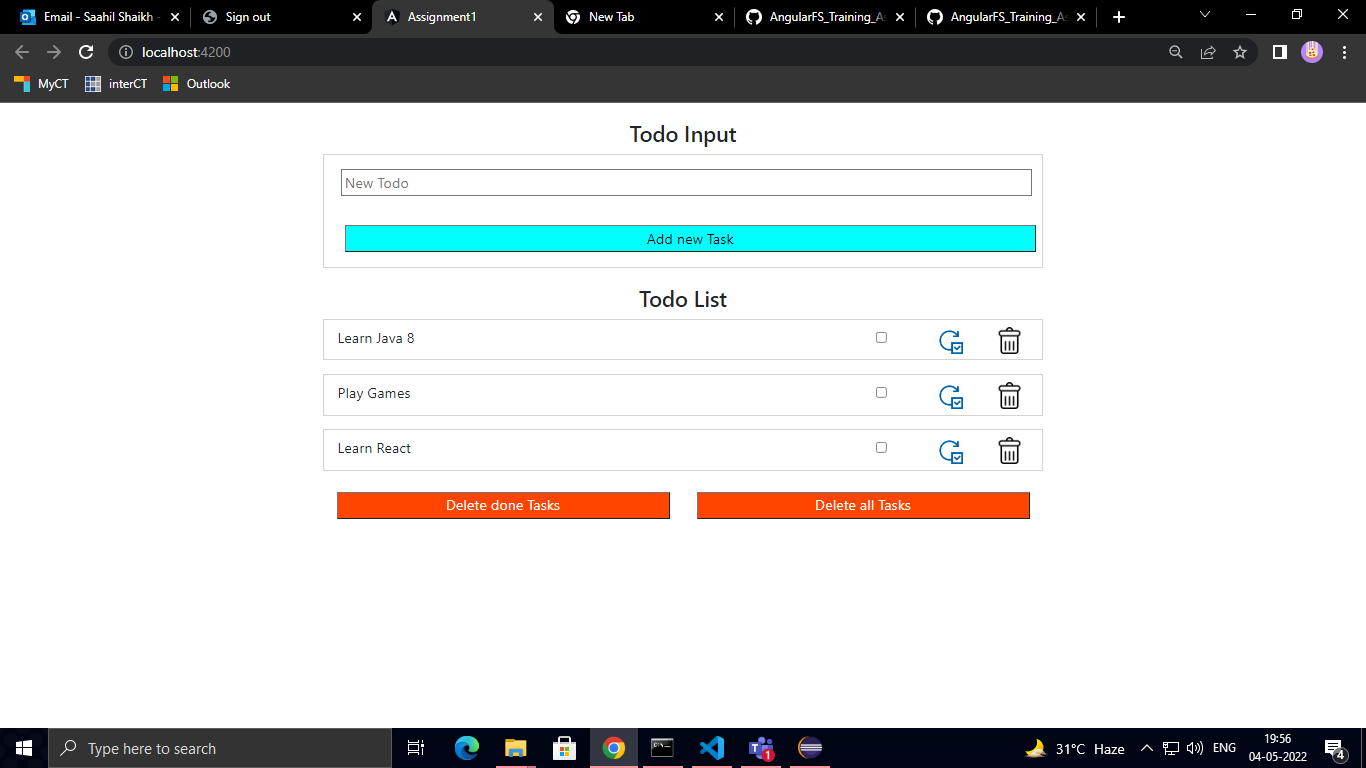 Email - Saahil Shaikh -
Sign out
Assignment1
New Tab
AngularFS_Training_As
AngularFS_Training_As
localhost:4200
MyCT
interCT
Outlook
Todo Input
New Todo
Add new Task
Todo List
Learn Java 8
Play Games
Learn React
Delete done Tasks
Delete all Tasks
Type here to search
1
31°C Haze
ENG
19:56
04-05-2022
4